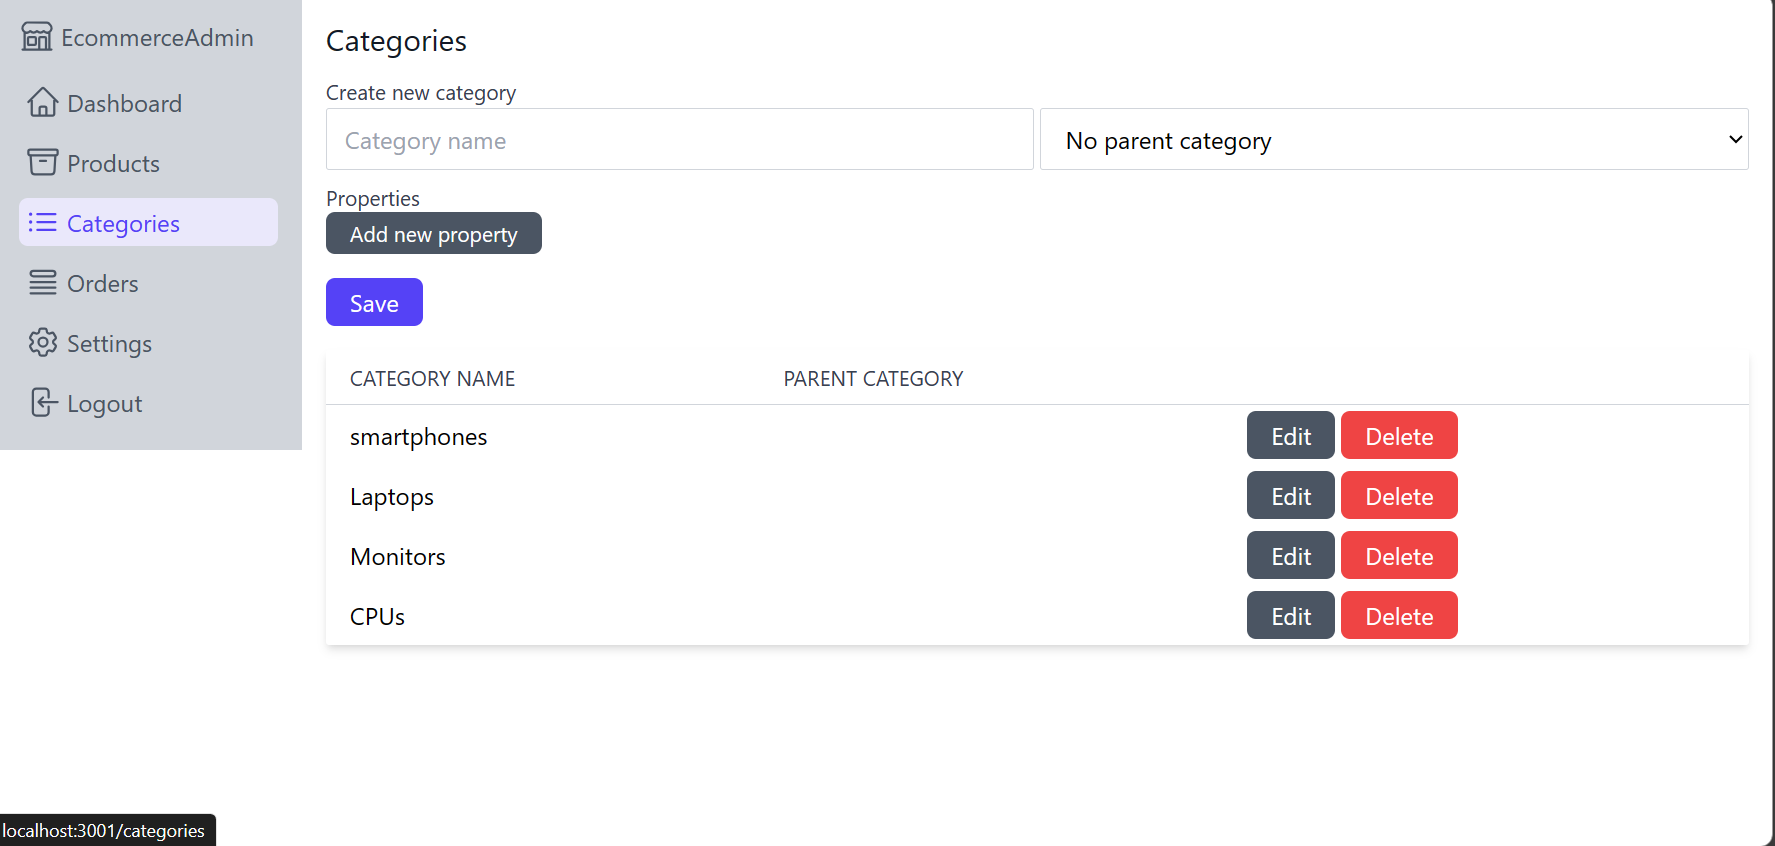 EcommerceAdmin
Dashboard
Products
Categories
Orders
Settings
Logout
Categories
Create new category
Category name
No parent category
Properties
Add new property
Save
CATEGORY NAME PARENT CATEGORY
smartphones Edit Delete
Laptops Edit Delete
Monitors Edit Delete
CPUs Edit Delete
localhost:3001/categories